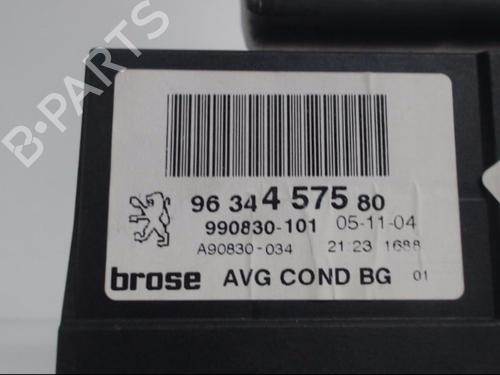 B-PARTS
96 34 4 575 80
990830-101 05-11-04
A90830-034 21 23 1688
brose AVG COND BG 01